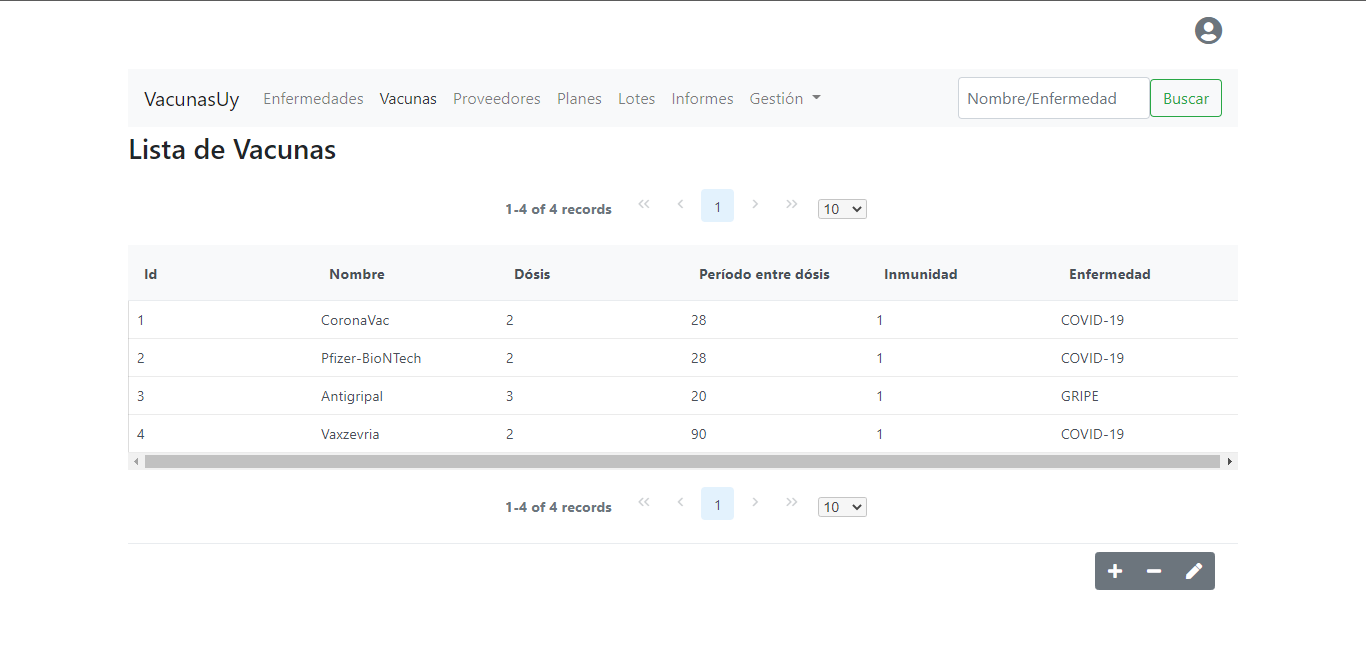 VacunasUy Enfermedades Vacunas Proveedores Planes Lotes Informes Gestión Nombre/Enfermedad Buscar
Lista de Vacunas
1-4 of 4 records 1 10
Id Nombre Dósis Período entre dósis Inmunidad Enfermedad
1 CoronaVac 2 28 1 COVID-19
2 Pfizer-BioNTech 2 28 1 COVID-19
3 Antigripal 3 20 1 GRIPE
4 Vaxzevria 2 90 1 COVID-19
1-4 of 4 records 1 10